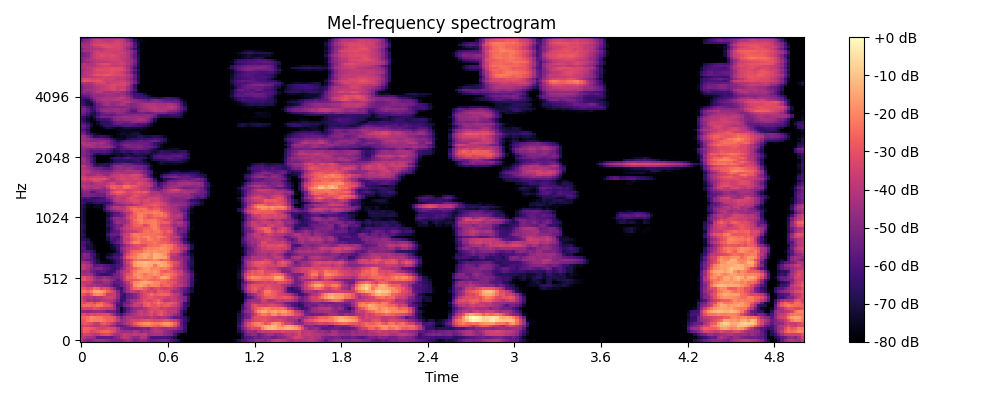 Mel-frequency spectrogram
Hz
4096
2048
1024
512
0
0 0.6 1.2 1.8 2.4 3 3.6 4.2 4.8
Time
+0 dB
-10 dB
-20 dB
-30 dB
-40 dB
-50 dB
-60 dB
-70 dB
-80 dB